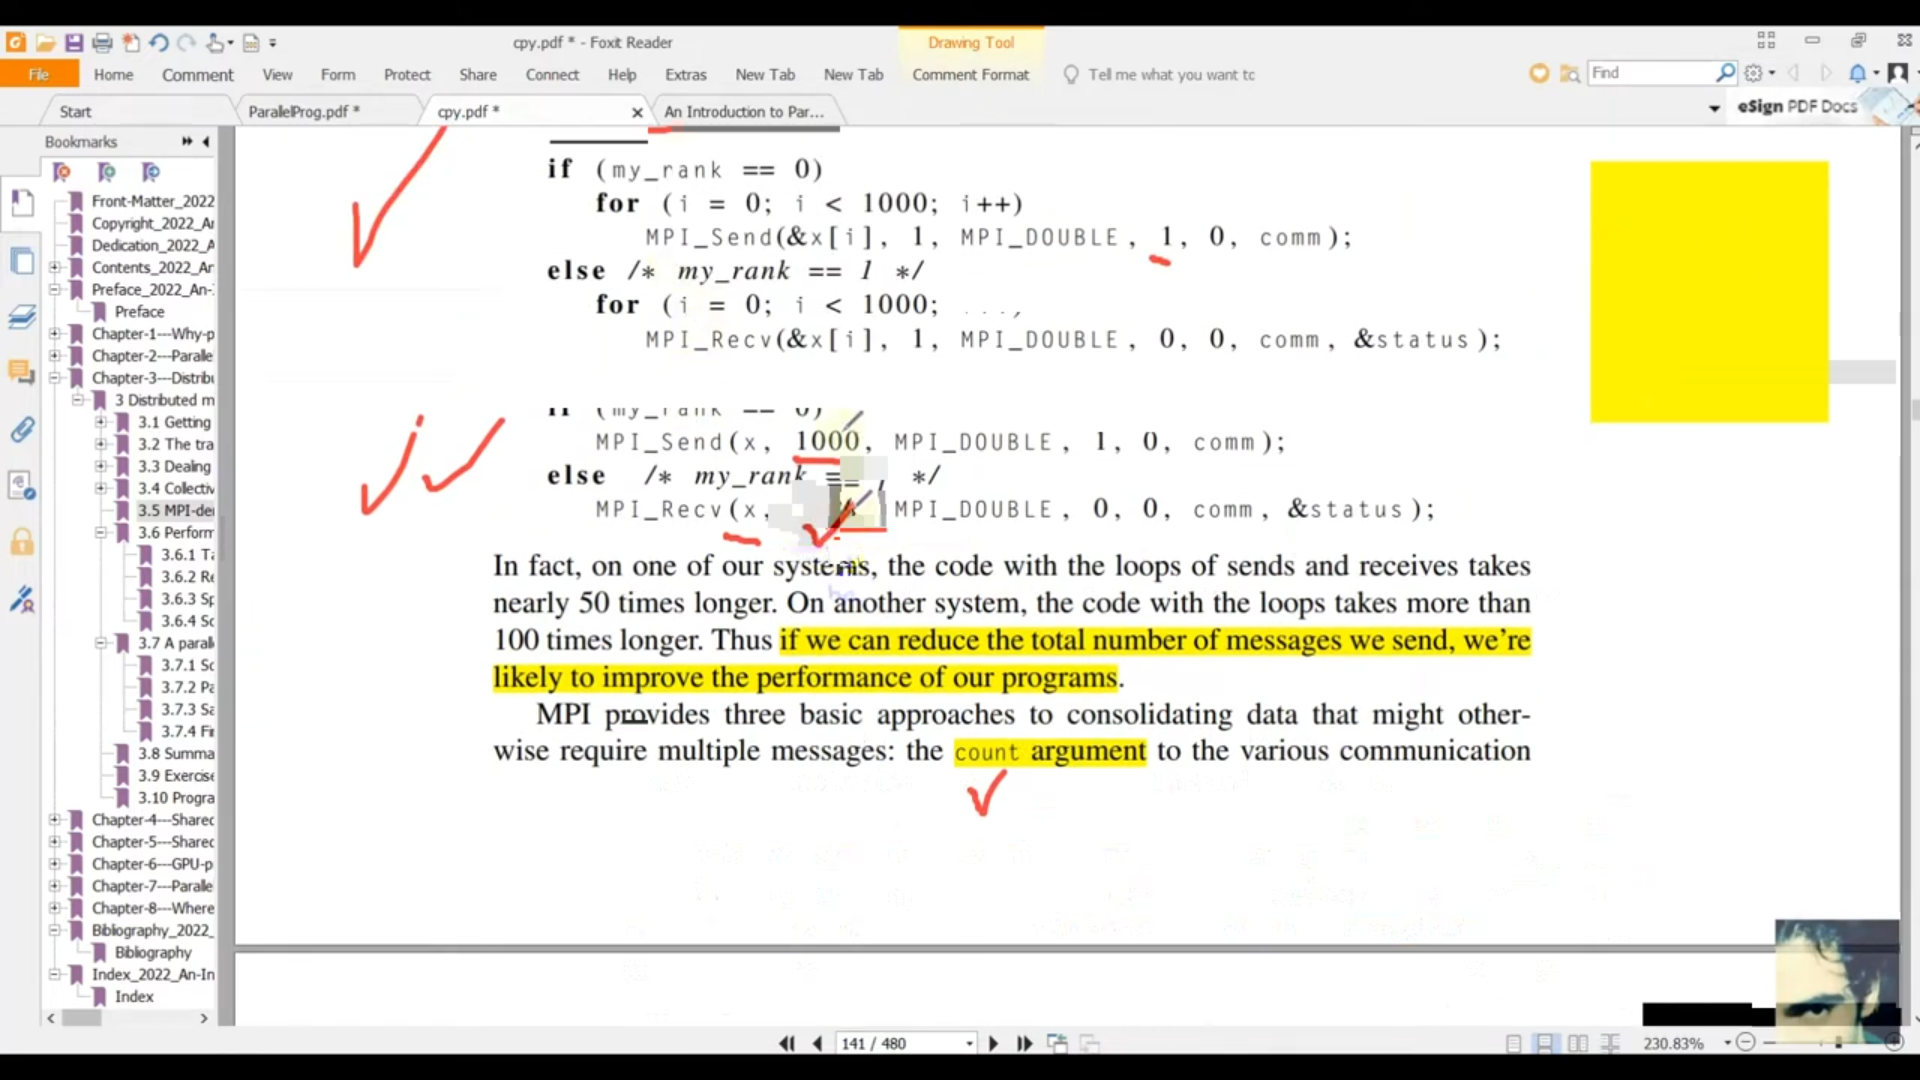 cpy.pdf * - Foxit Reader
Drawing Tool
File Home Comment View Form Protect Share Connect Help Extras New Tab New Tab Comment Format Tell me what you want to Find
Start ParallelProg.pdf * cpy.pdf * An Introduction to Par... eSign PDF Docs
Bookmarks
Front-Matter_2022
Copyright_2022_Ar
Dedication_2022_A
Contents_2022_Ar
Preface_2022_An-
Preface
Chapter-1---Why-p
Chapter-2---Paralle
Chapter-3---Distribu
3 Distributed m
3.1 Getting
3.2 The tra
3.3 Dealing
3.4 Collectiv
3.5 MPI-de
3.6 Perform
3.6.1 Ta
3.6.2 Re
3.6.3 Sp
3.6.4 Sc
3.7 A parall
3.7.1 Sc
3.7.2 Pa
3.7.3 Sa
3.7.4 Fi
3.8 Summa
3.9 Exercise
3.10 Progra
Chapter-4---Shared
Chapter-5---Shared
Chapter-6---GPU-p
Chapter-7---Paralle
Chapter-8---Where
Bibliography_2022_
Bibliography
Index_2022_An-In
Index
if (my_rank == 0)
for (i = 0; i < 1000; i++)
MPI_Send(&x[i], 1, MPI_DOUBLE, 1, 0, comm);
else /* my_rank == 1 */
for (i = 0; i < 1000;
MPI_Recv(&x[i], 1, MPI_DOUBLE, 0, 0, comm, &status);
if (my_rank == 0)
MPI_Send(x, 1000, MPI_DOUBLE, 1, 0, comm);
else /* my_rank == */
MPI_Recv(x, MPI_DOUBLE, 0, 0, comm, &status);
In fact, on one of our systems, the code with the loops of sends and receives takes
nearly 50 times longer. On another system, the code with the loops takes more than
100 times longer. Thus if we can reduce the total number of messages we send, we're
likely to improve the performance of our programs.
MPI provides three basic approaches to consolidating data that might other-
wise require multiple messages: the count argument to the various communication
141 / 480
230.83%